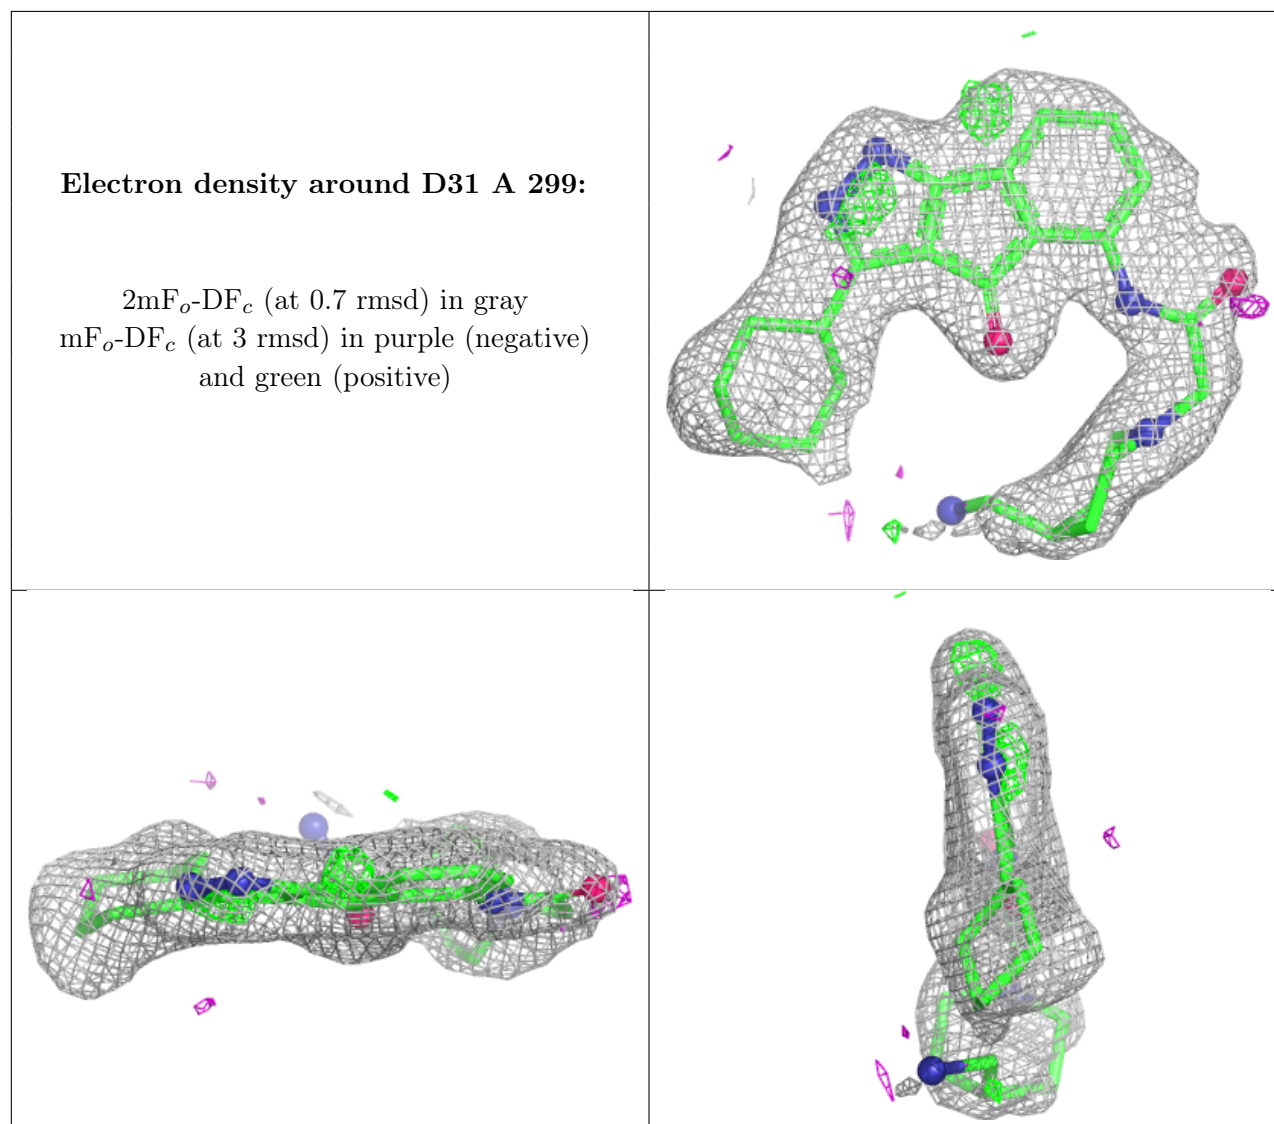 Electron density around D31 A 299:
2mFo-DFc (at 0.7 rmsd) in gray
mFo-DFc (at 3 rmsd) in purple (negative)
and green (positive)